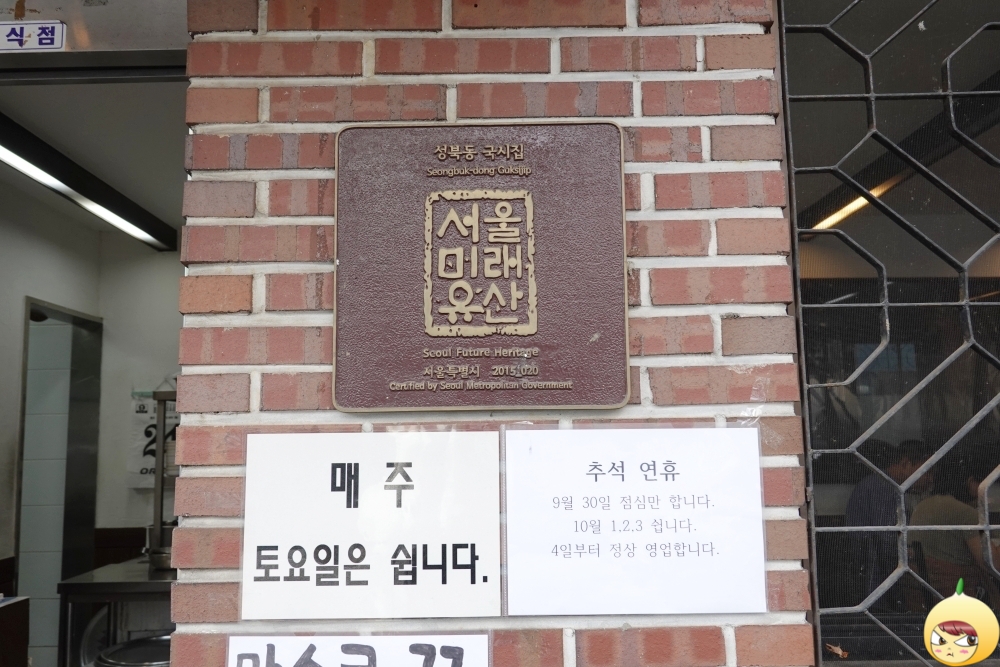 식점
성북동 국시집
Seongbuk-dong Guksijip
서울
미래
유산
Seoul Future Heritage
서울특별시 2015.020
Certified by Seoul Metropolitan Government
매 주
토요일은 쉽니다.
추석 연휴
9월 30일 점심만 합니다.
10월 1.2.3 쉽니다.
4일부터 정상 영업합니다.